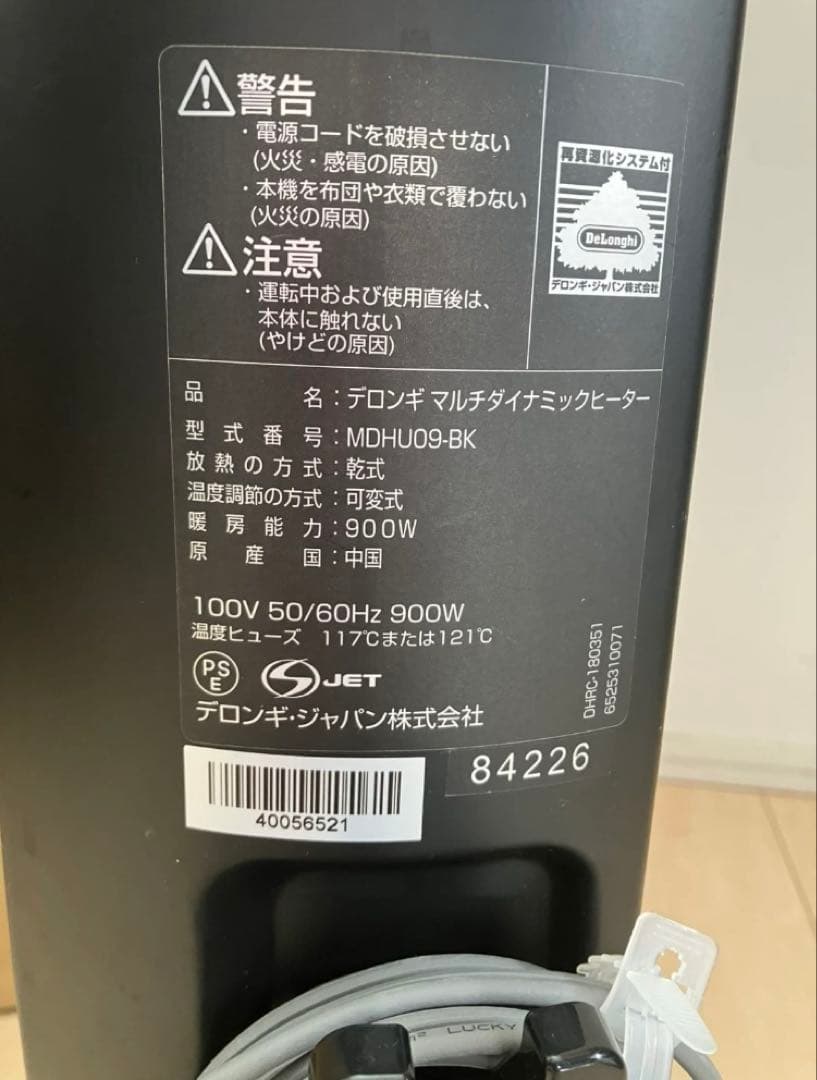 警告
・電源コードを破損させない
(火災・感電の原因)
・本機を布団や衣類で覆わない
(火災の原因)
注意
・運転中および使用直後は、
本体に触れない
(やけどの原因)
再資源化システム付
DeLonghi
デロンギ・ジャパン株式会社
品名：デロンギ マルチダイナミックヒーター
型式番号：MDHU09-BK
放熱の方式：乾式
温度調節の方式：可変式
暖房能力：900W
原産国：中国
100V 50/60Hz 900W
温度ヒューズ 117℃または121℃
PSE
S JET
デロンギ・ジャパン株式会社
DHRC-180351
6525310071
40056521
84226
LUCKY